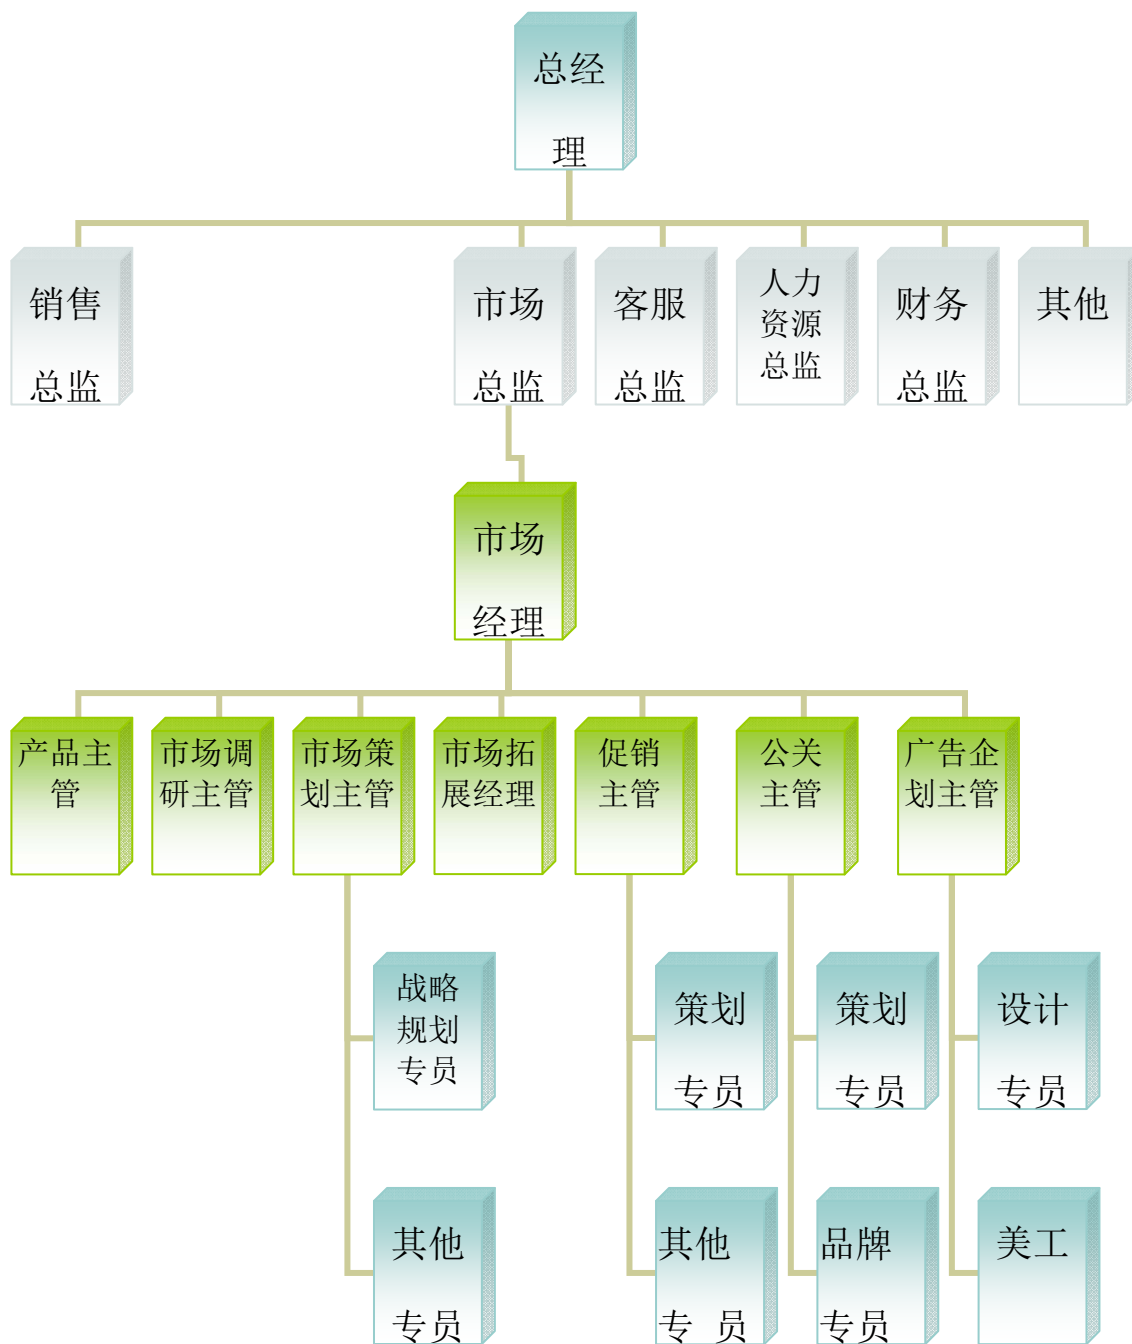 总经
理
销售
总监
市场
总监
客服
总监
人力
资源
总监
财务
总监
其他
市场
经理
产品主
管
市场调
研主管
市场策
划主管
市场拓
展经理
促销
主管
公关
主管
广告企
划主管
战略
规划
专员
策划
专员
策划
专员
设计
专员
其他
专员
其他
专 员
品牌
专员
美工